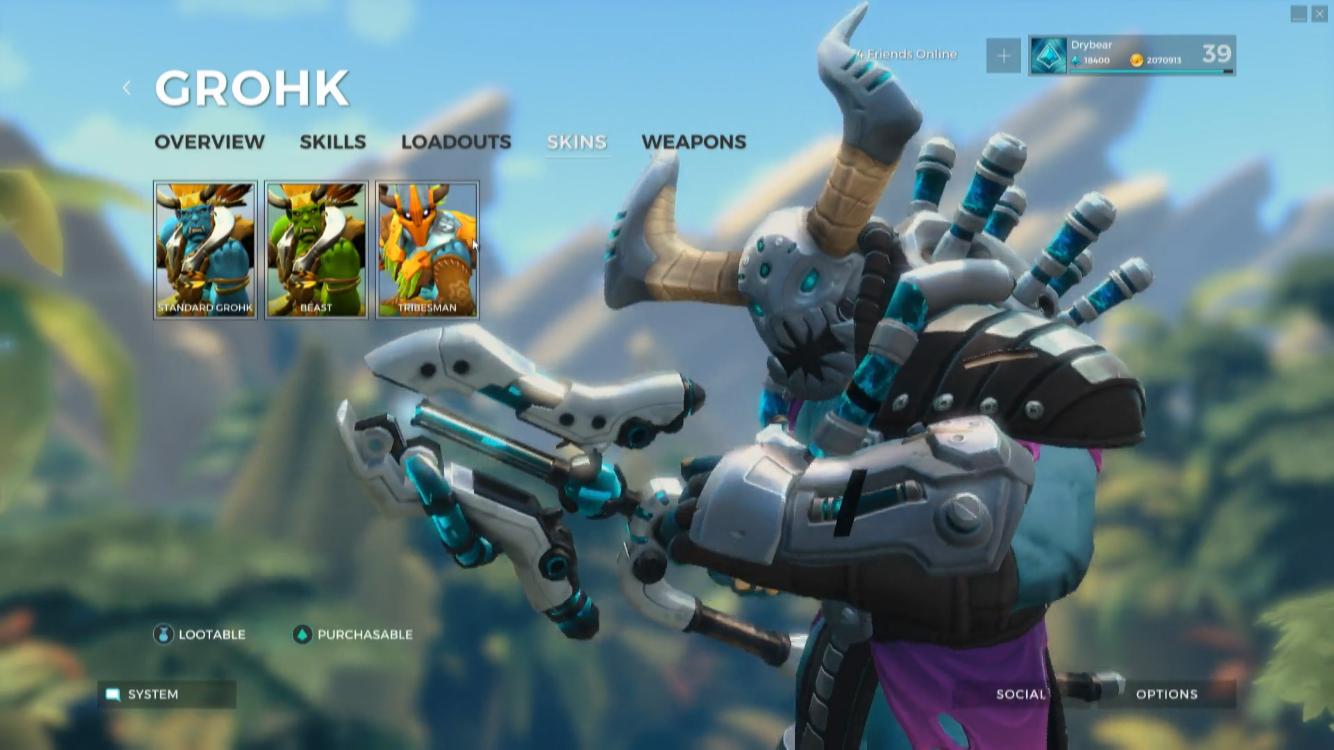 4 Friends Online
Drybear
39
18400
2070913
GROHK
OVERVIEW
SKILLS
LOADOUTS
SKINS
WEAPONS
STANDARD GROHK
BEAST
TRIBESMAN
LOOTABLE
PURCHASABLE
SYSTEM
SOCIAL
OPTIONS